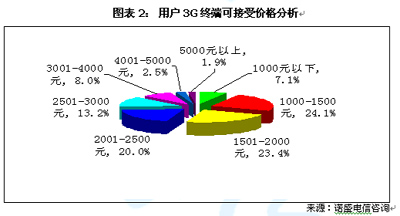 图表 2： 用户 3G 终端可接受价格分析
5000元以上,
1.9%
4001-5000
元, 2.5%
3001-4000
元, 8.0%
2501-3000
元, 13.2%
2001-2500
元, 20.0%
1501-2000
元, 23.4%
1000-1500
元, 24.1%
1000元以下,
7.1%
来源：诺盛电信咨询